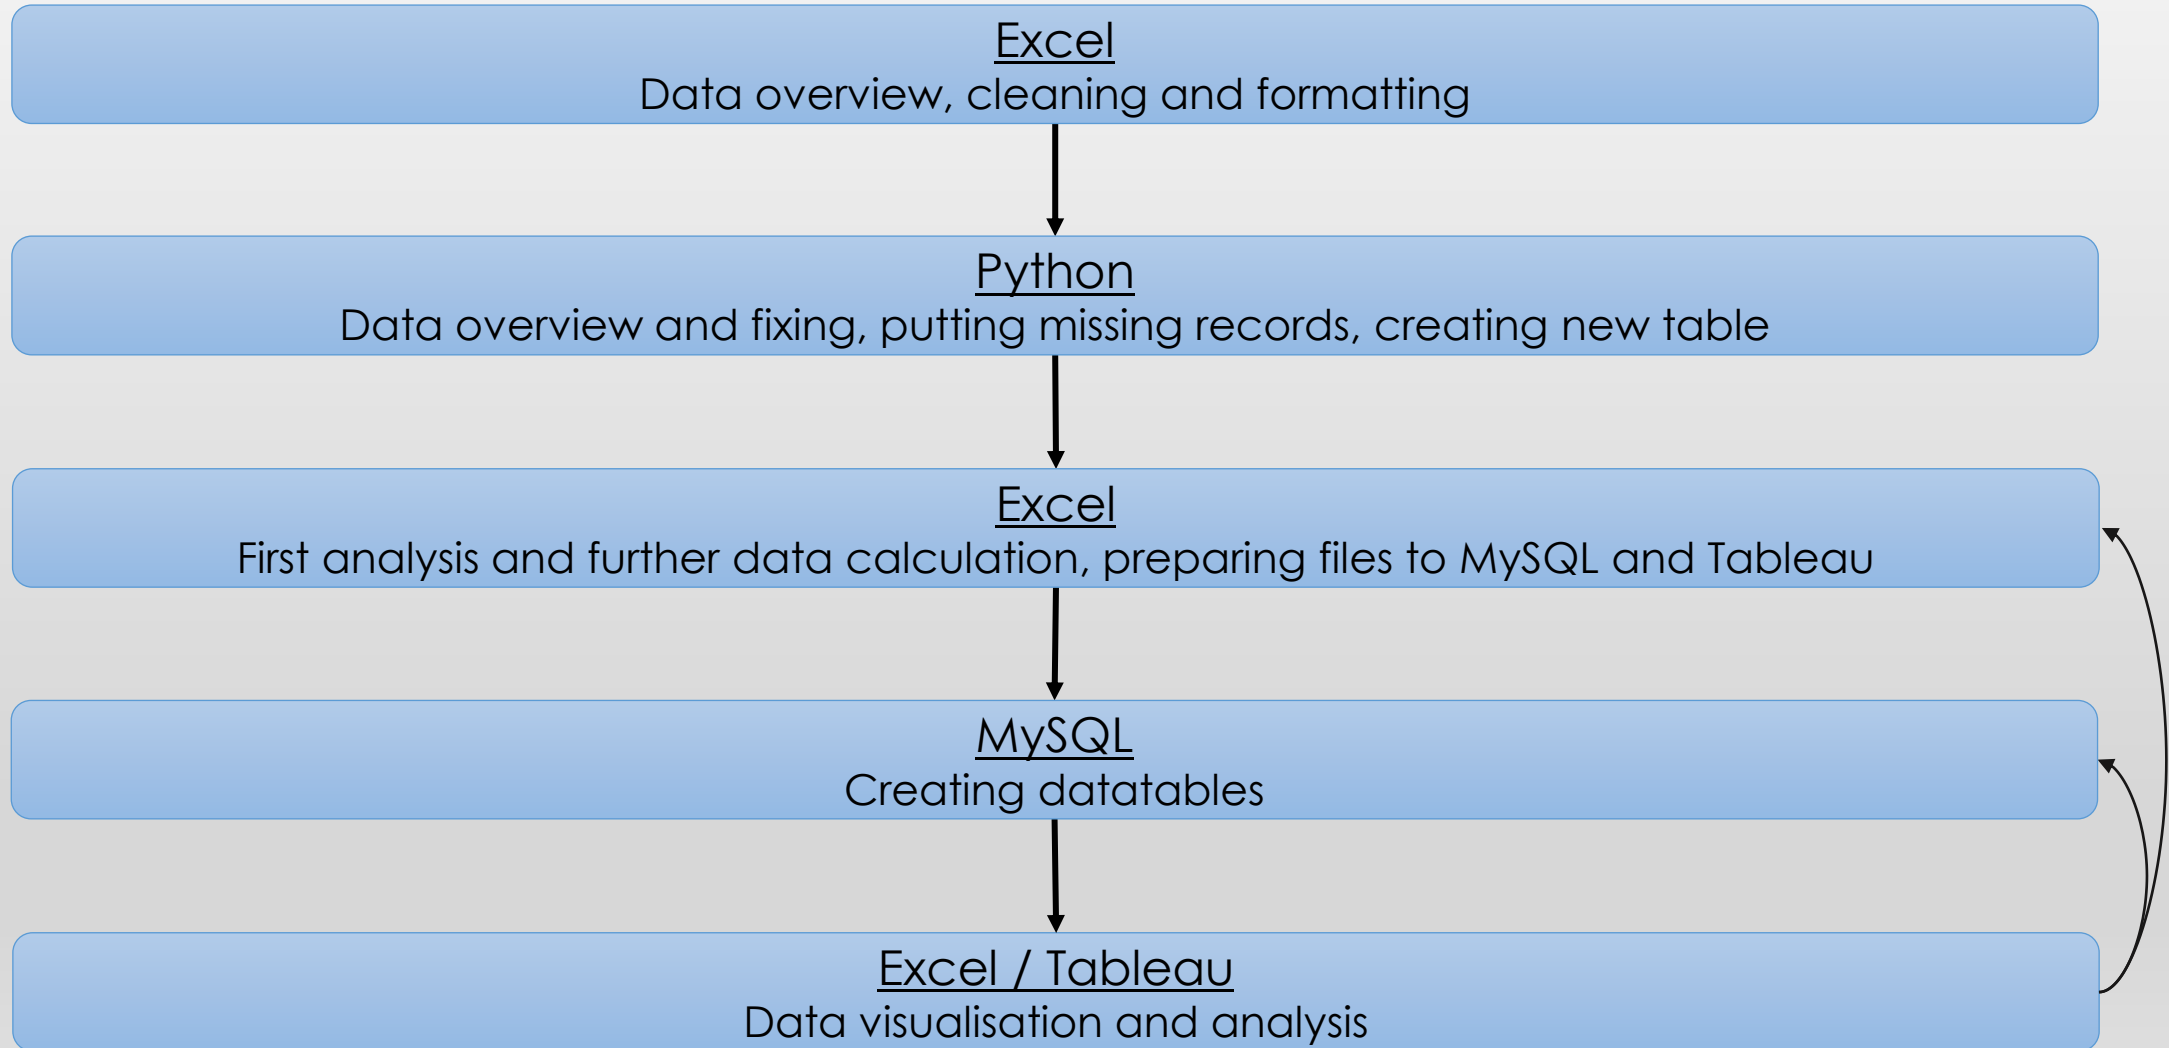 Excel
Data overview, cleaning and formatting
Python
Data overview and fixing, putting missing records, creating new table
Excel
First analysis and further data calculation, preparing files to MySQL and Tableau
MySQL
Creating datatables
Excel / Tableau
Data visualisation and analysis